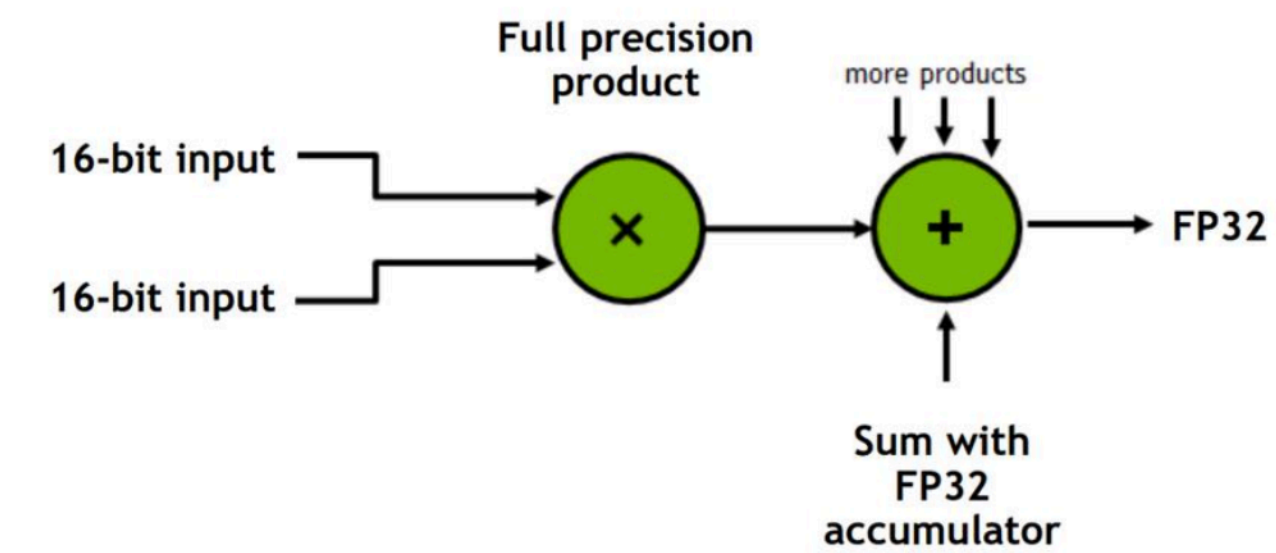 Full precision
product
more products
16-bit input
×
+
FP32
16-bit input
Sum with
FP32
accumulator